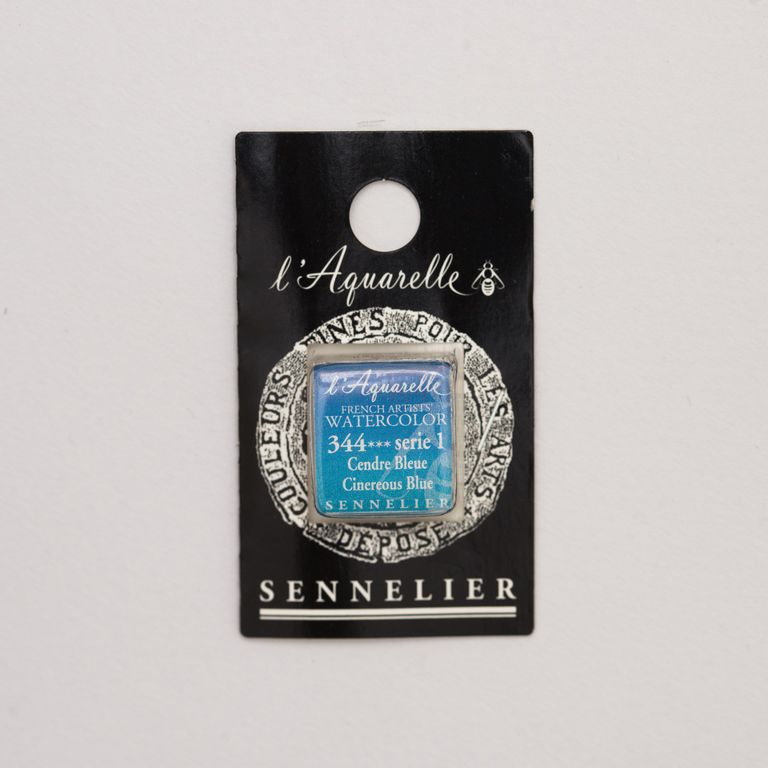 l'Aquarelle
COULEURS FINES POUR LES ARTS
DÉPOSÉ
l'Aquarelle
FRENCH ARTISTS'
WATERCOLOR
344*** serie 1
Cendre Bleue
Cinereous Blue
SENNELIER
SENNELIER